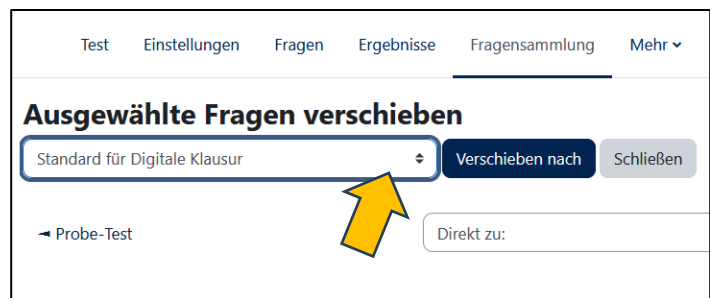 Test Einstellungen Fragen Ergebnisse Fragensammlung Mehr
Ausgewählte Fragen verschieben
Standard für Digitale Klausur Verschieben nach Schließen
◄ Probe-Test Direkt zu: